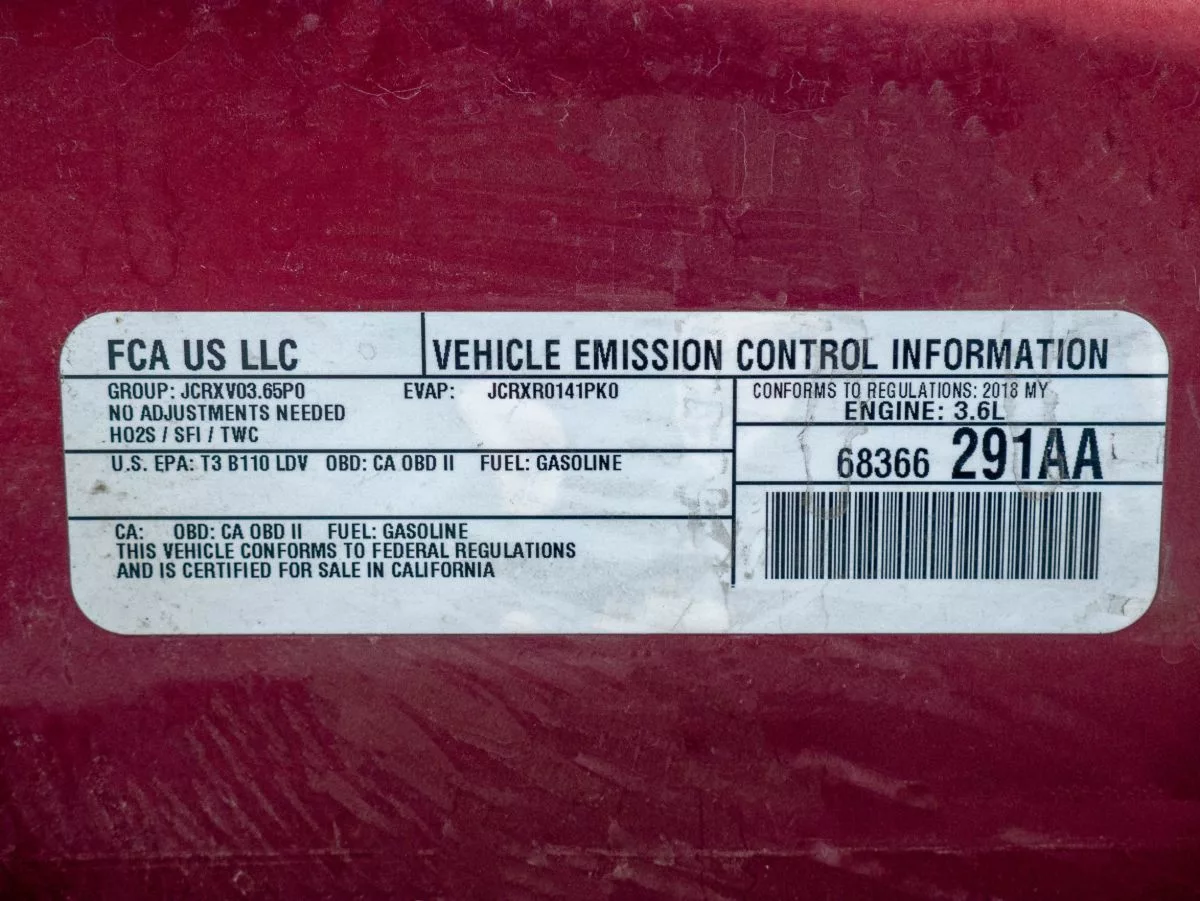 FCA US LLC
VEHICLE EMISSION CONTROL INFORMATION
GROUP: JCRXV03.65P0 EVAP: JCRXR0141PK0
NO ADJUSTMENTS NEEDED
HO2S / SFI / TWC
CONFORMS TO REGULATIONS: 2018 MY
ENGINE: 3.6L
68366 291AA
U.S. EPA: T3 B110 LDV OBD: CA OBD II FUEL: GASOLINE
CA: OBD: CA OBD II FUEL: GASOLINE
THIS VEHICLE CONFORMS TO FEDERAL REGULATIONS
AND IS CERTIFIED FOR SALE IN CALIFORNIA